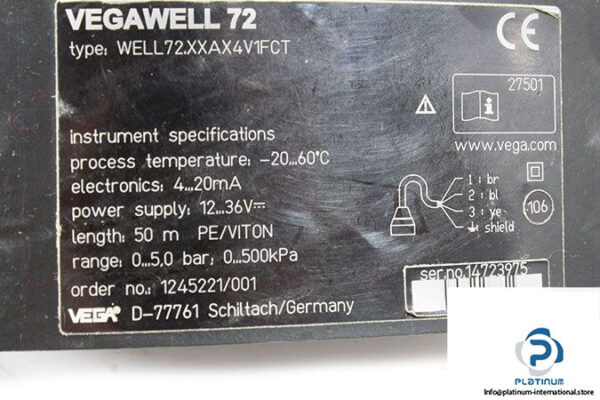 VEGAWELL 72
type: WELL72.XXAX4V1FCT
CE
27501
i
www.vega.com
instrument specifications
process temperature: -20...60°C
electronics: 4...20mA
power supply: 12...36V⎓
length: 50 m PE/VITON
range: 0...5,0 bar; 0...500kPa
order no.: 1245221/001
VEGA D-77761 Schiltach/Germany
1: br
2: bl
3: ye
⏚: shield
106
ser.no.14723975
PLATINUM
info@platinum-international.store